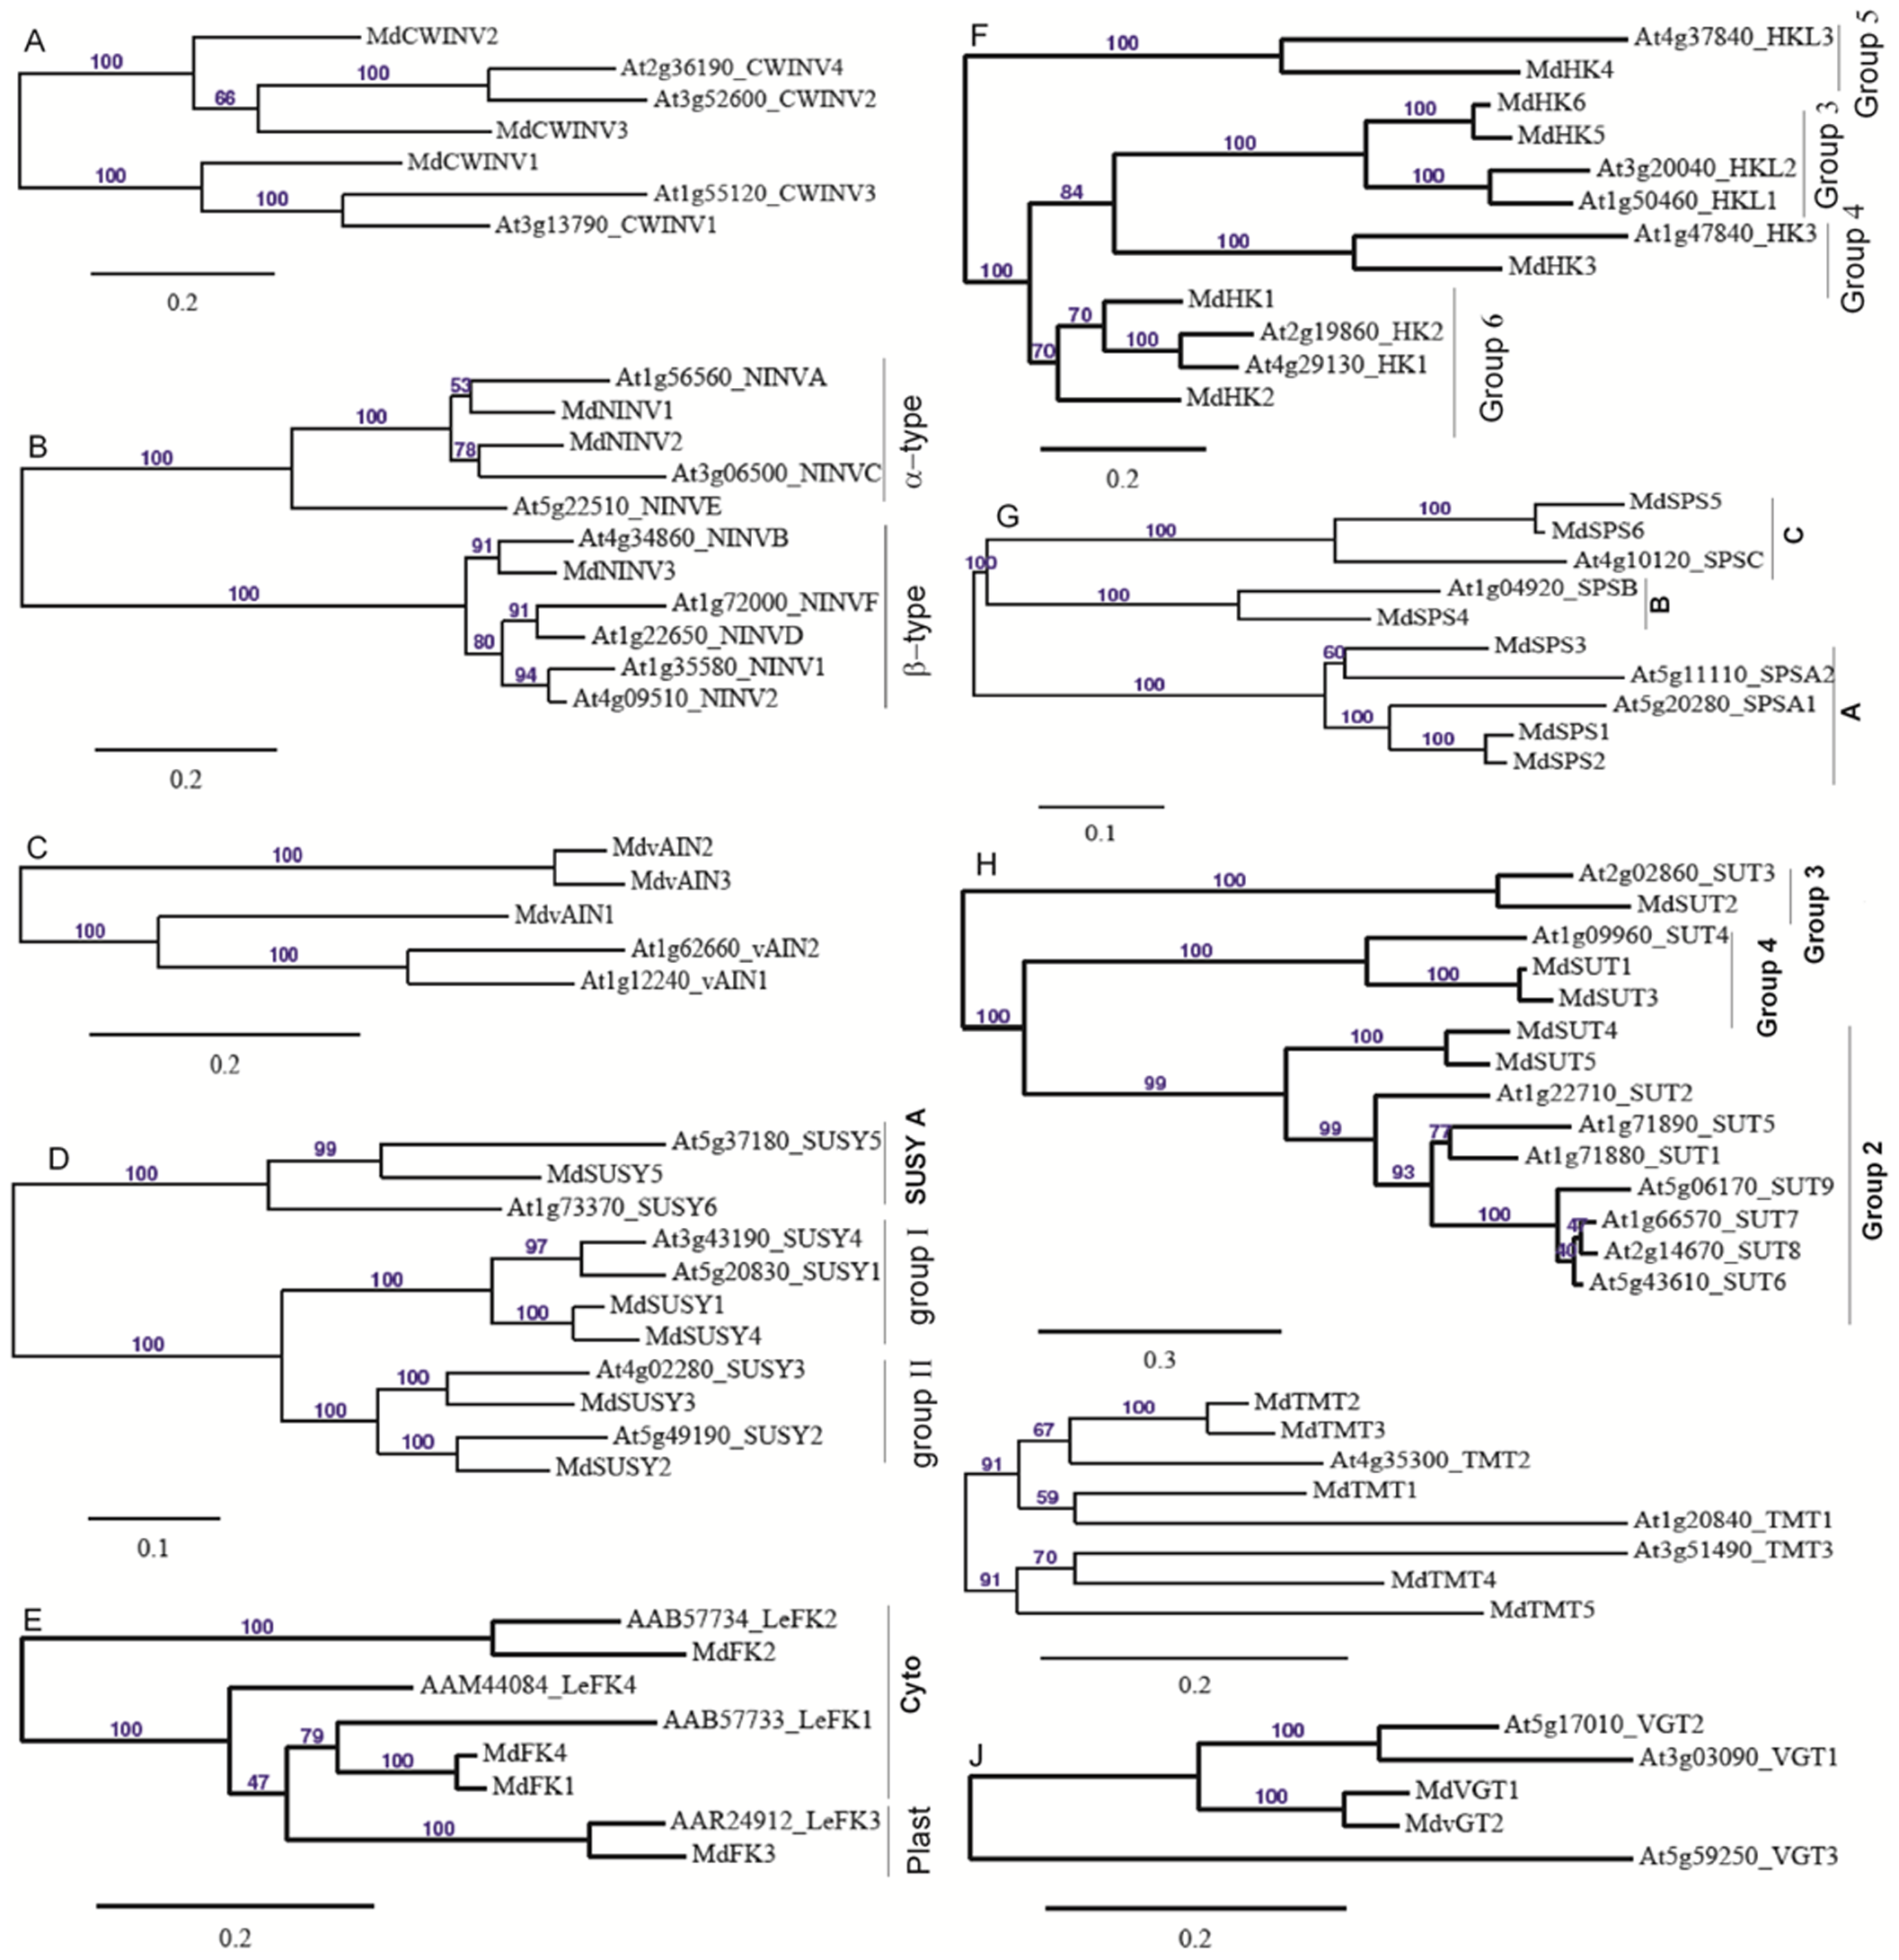 A
MdCWINV2
100
At2g36190_CWINV4
100
At3g52600_CWINV2
66
MdCWINV3
MdCWINV1
100
At1g55120_CWINV3
100
At3g13790_CWINV1
0.2
B
At1g56560_NINVA
53
MdNINV1
100
MdNINV2
78
At3g06500_NINVC
100
At5g22510_NINVE
α-type
At4g34860_NINVB
91
MdNINV3
100
At1g72000_NINVF
91
At1g22650_NINVD
80
At1g35580_NINV1
94
At4g09510_NINV2
β-type
0.2
C
MdvAIN2
100
MdvAIN3
MdvAIN1
100
At1g62660_vAIN2
100
At1g12240_vAIN1
0.2
D
At5g37180_SUSY5
99
MdSUSY5
100
At1g73370_SUSY6
SUSY A
At3g43190_SUSY4
97
At5g20830_SUSY1
100
MdSUSY1
100
MdSUSY4
group I
100
At4g02280_SUSY3
100
MdSUSY3
100
At5g49190_SUSY2
100
MdSUSY2
group II
0.1
E
AAB57734_LeFK2
100
MdFK2
AAM44084_LeFK4
100
AAB57733_LeFK1
79
MdFK4
100
MdFK1
47
Cyto
AAR24912_LeFK3
100
MdFK3
Plast
0.2
F
At4g37840_HKL3
100
MdHK4
Group 5
MdHK6
100
MdHK5
100
At3g20040_HKL2
100
At1g50460_HKL1
Group 3
84
At1g47840_HK3
100
MdHK3
Group 4
100
MdHK1
70
At2g19860_HK2
100
At4g29130_HK1
70
MdHK2
Group 6
0.2
G
MdSPS5
100
MdSPS6
100
At4g10120_SPSC
C
100
At1g04920_SPSB
100
MdSPS4
B
MdSPS3
60
At5g11110_SPSA2
100
At5g20280_SPSA1
100
MdSPS1
100
MdSPS2
A
0.1
H
At2g02860_SUT3
100
MdSUT2
Group 3
At1g09960_SUT4
100
MdSUT1
100
MdSUT3
Group 4
100
MdSUT4
100
MdSUT5
99
At1g22710_SUT2
99
At1g71890_SUT5
77
At1g71880_SUT1
93
At5g06170_SUT9
100
At1g66570_SUT7
47
At2g14670_SUT8
40
At5g43610_SUT6
Group 2
0.3
MdTMT2
100
MdTMT3
67
At4g35300_TMT2
91
MdTMT1
59
At1g20840_TMT1
At3g51490_TMT3
70
MdTMT4
91
MdTMT5
0.2
J
At5g17010_VGT2
100
At3g03090_VGT1
MdVGT1
100
MdvGT2
At5g59250_VGT3
0.2